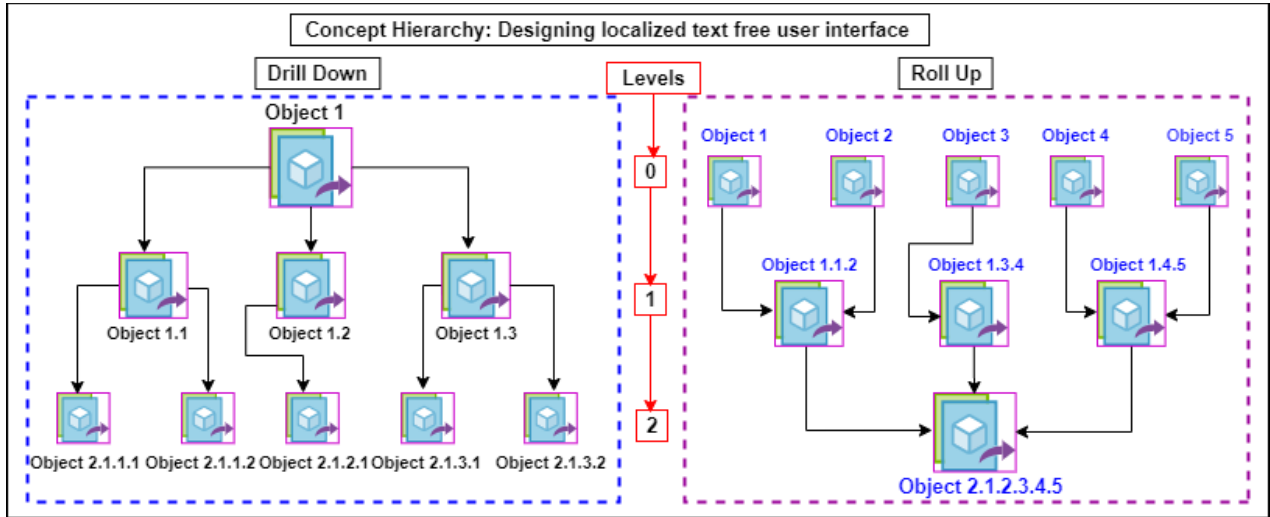 Concept Hierarchy: Designing localized text free user interface
Drill Down
Levels
Roll Up
Object 1
Object 1
Object 2
Object 3
Object 4
Object 5
0
Object 1.1
Object 1.2
Object 1.3
1
Object 1.1.2
Object 1.3.4
Object 1.4.5
2
Object 2.1.1.1
Object 2.1.1.2
Object 2.1.2.1
Object 2.1.3.1
Object 2.1.3.2
Object 2.1.2.3.4.5